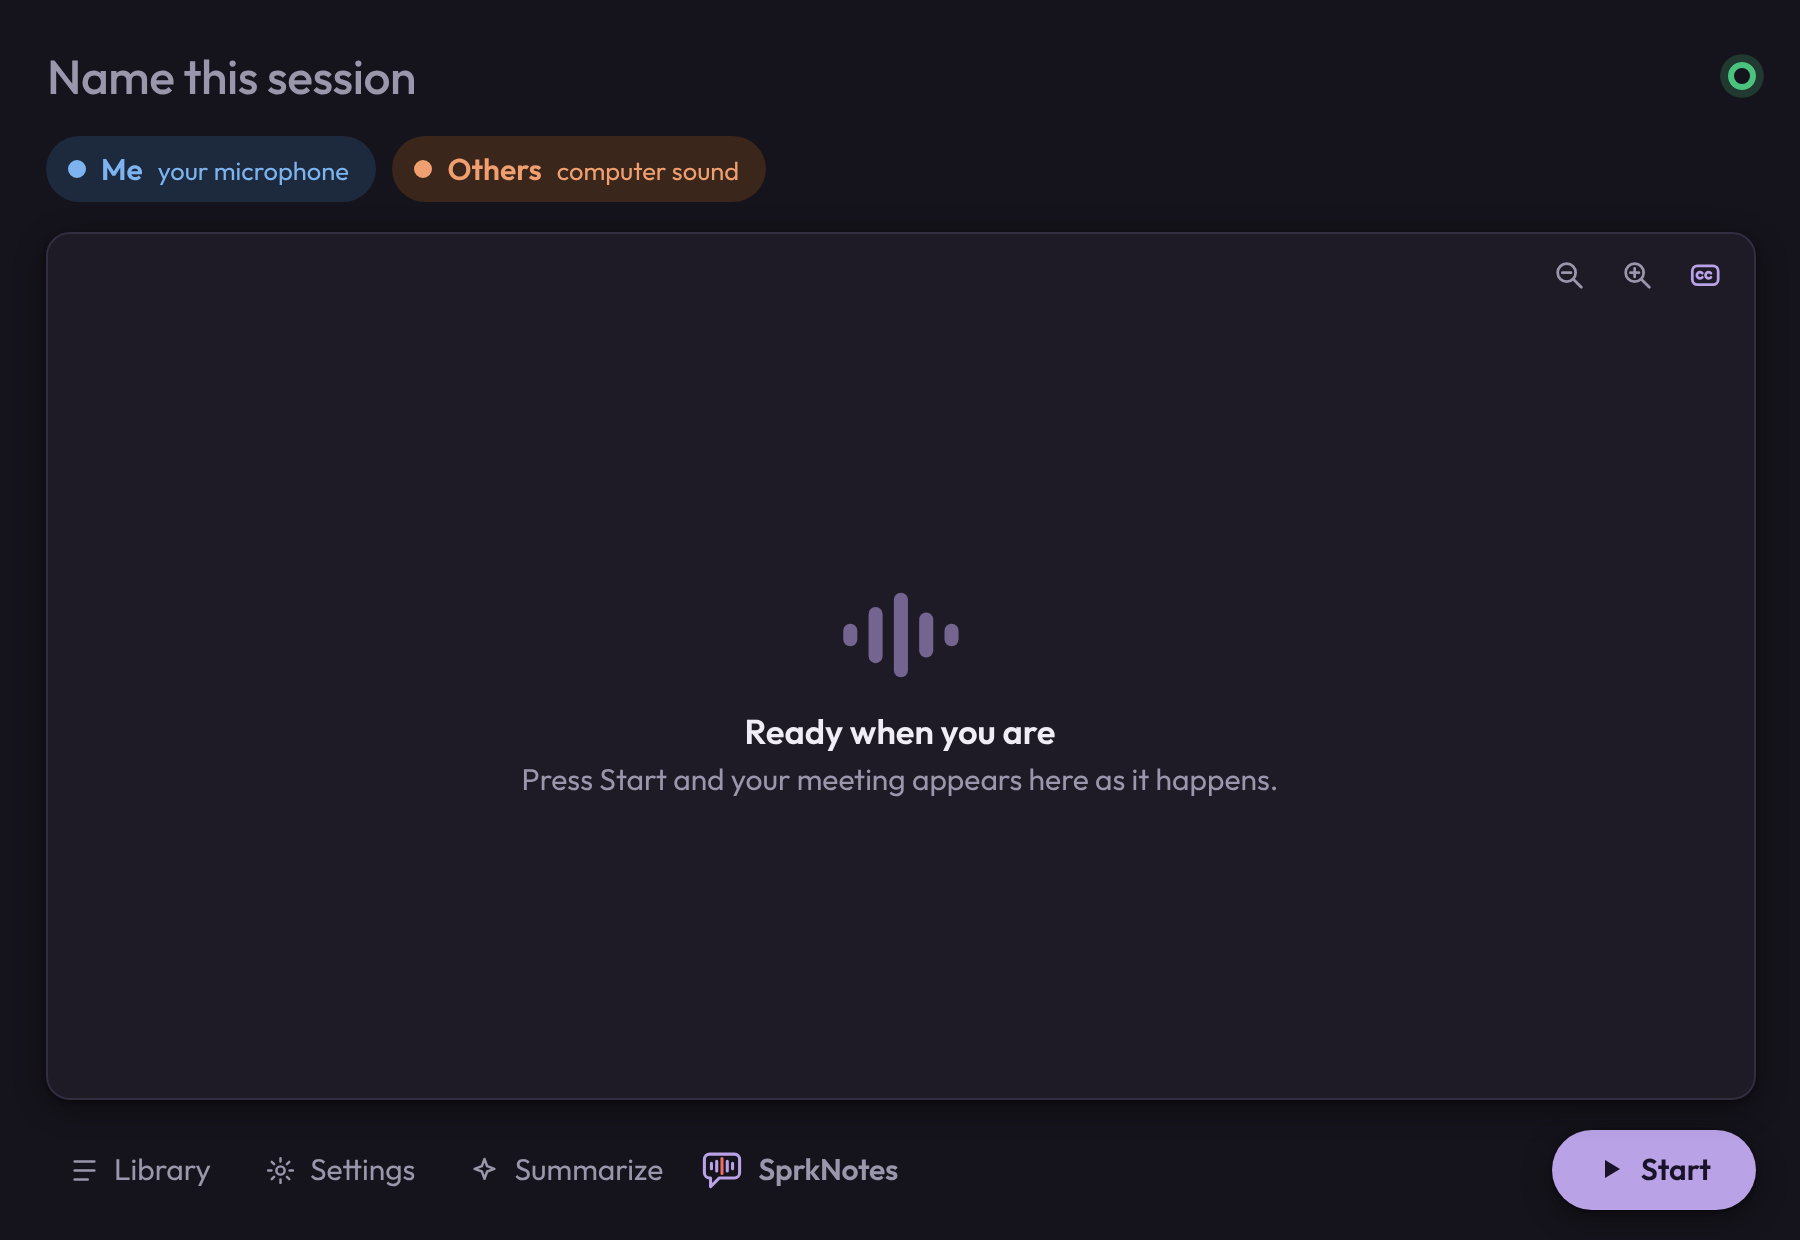 Name this session
Me your microphone
Others computer sound
CC
Ready when you are
Press Start and your meeting appears here as it happens.
Library
Settings
Summarize
SprkNotes
Start